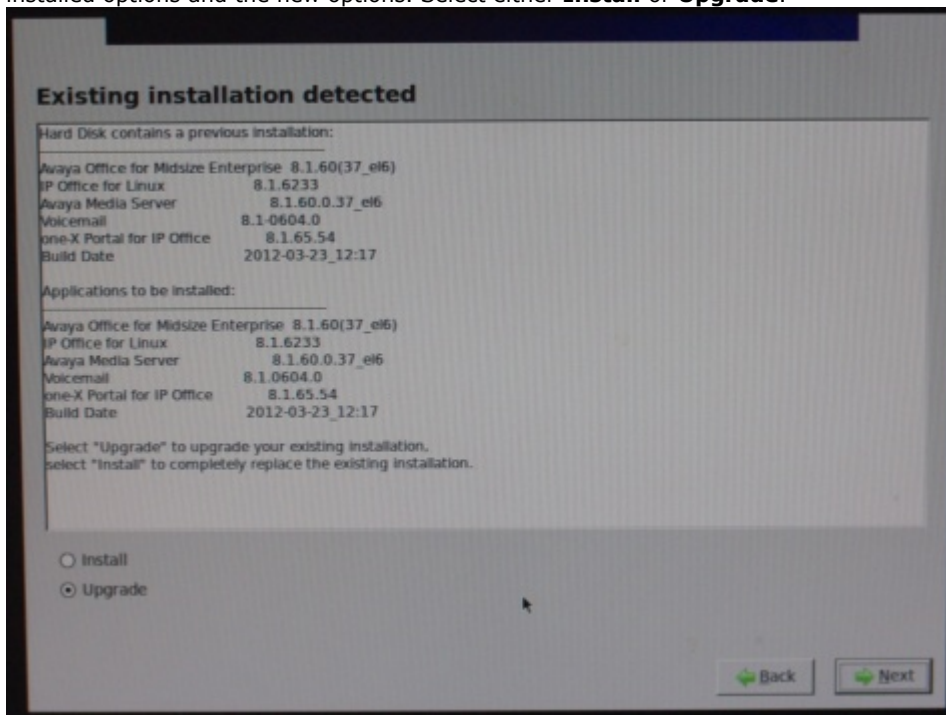 installed options and the new options. Select either Install or Upgrade.
Existing installation detected
Hard Disk contains a previous installation:
Avaya Office for Midsize Enterprise 8.1.60(37_el6)
IP Office for Linux 8.1.6233
Avaya Media Server 8.1.60.0.37_el6
Voicemail 8.1-0604.0
one-X Portal for IP Office 8.1.65.54
Build Date 2012-03-23_12:17
Applications to be installed:
Avaya Office for Midsize Enterprise 8.1.60(37_el6)
IP Office for Linux 8.1.6233
Avaya Media Server 8.1.60.0.37_el6
Voicemail 8.1.0604.0
one-X Portal for IP Office 8.1.65.54
Build Date 2012-03-23_12:17
Select "Upgrade" to upgrade your existing installation,
select "Install" to completely replace the existing installation.
Install
Upgrade
Back
Next